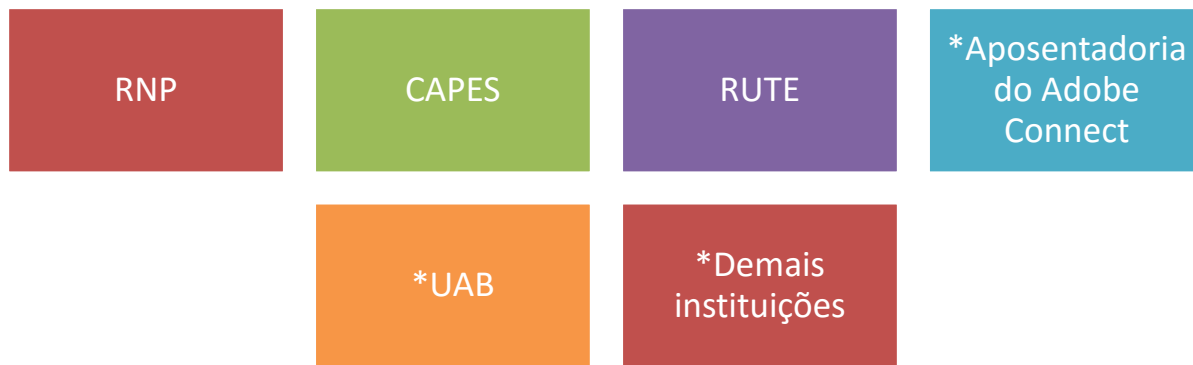 RNP
CAPES
RUTE
*Aposentadoria
do Adobe
Connect
*UAB
*Demais
instituições